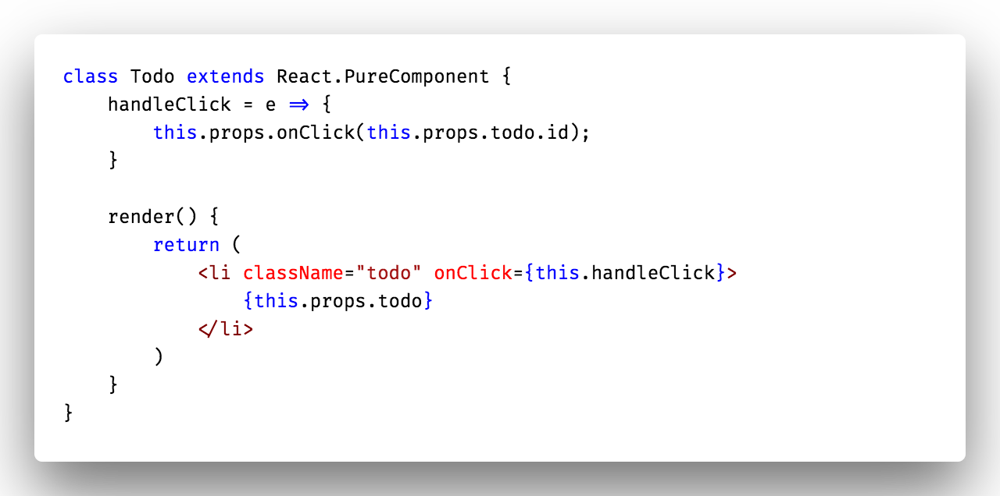 class Todo extends React.PureComponent {
    handleClick = e => {
        this.props.onClick(this.props.todo.id);
    }

    render() {
        return (
            <li className="todo" onClick={this.handleClick}>
                {this.props.todo}
            </li>
        )
    }
}